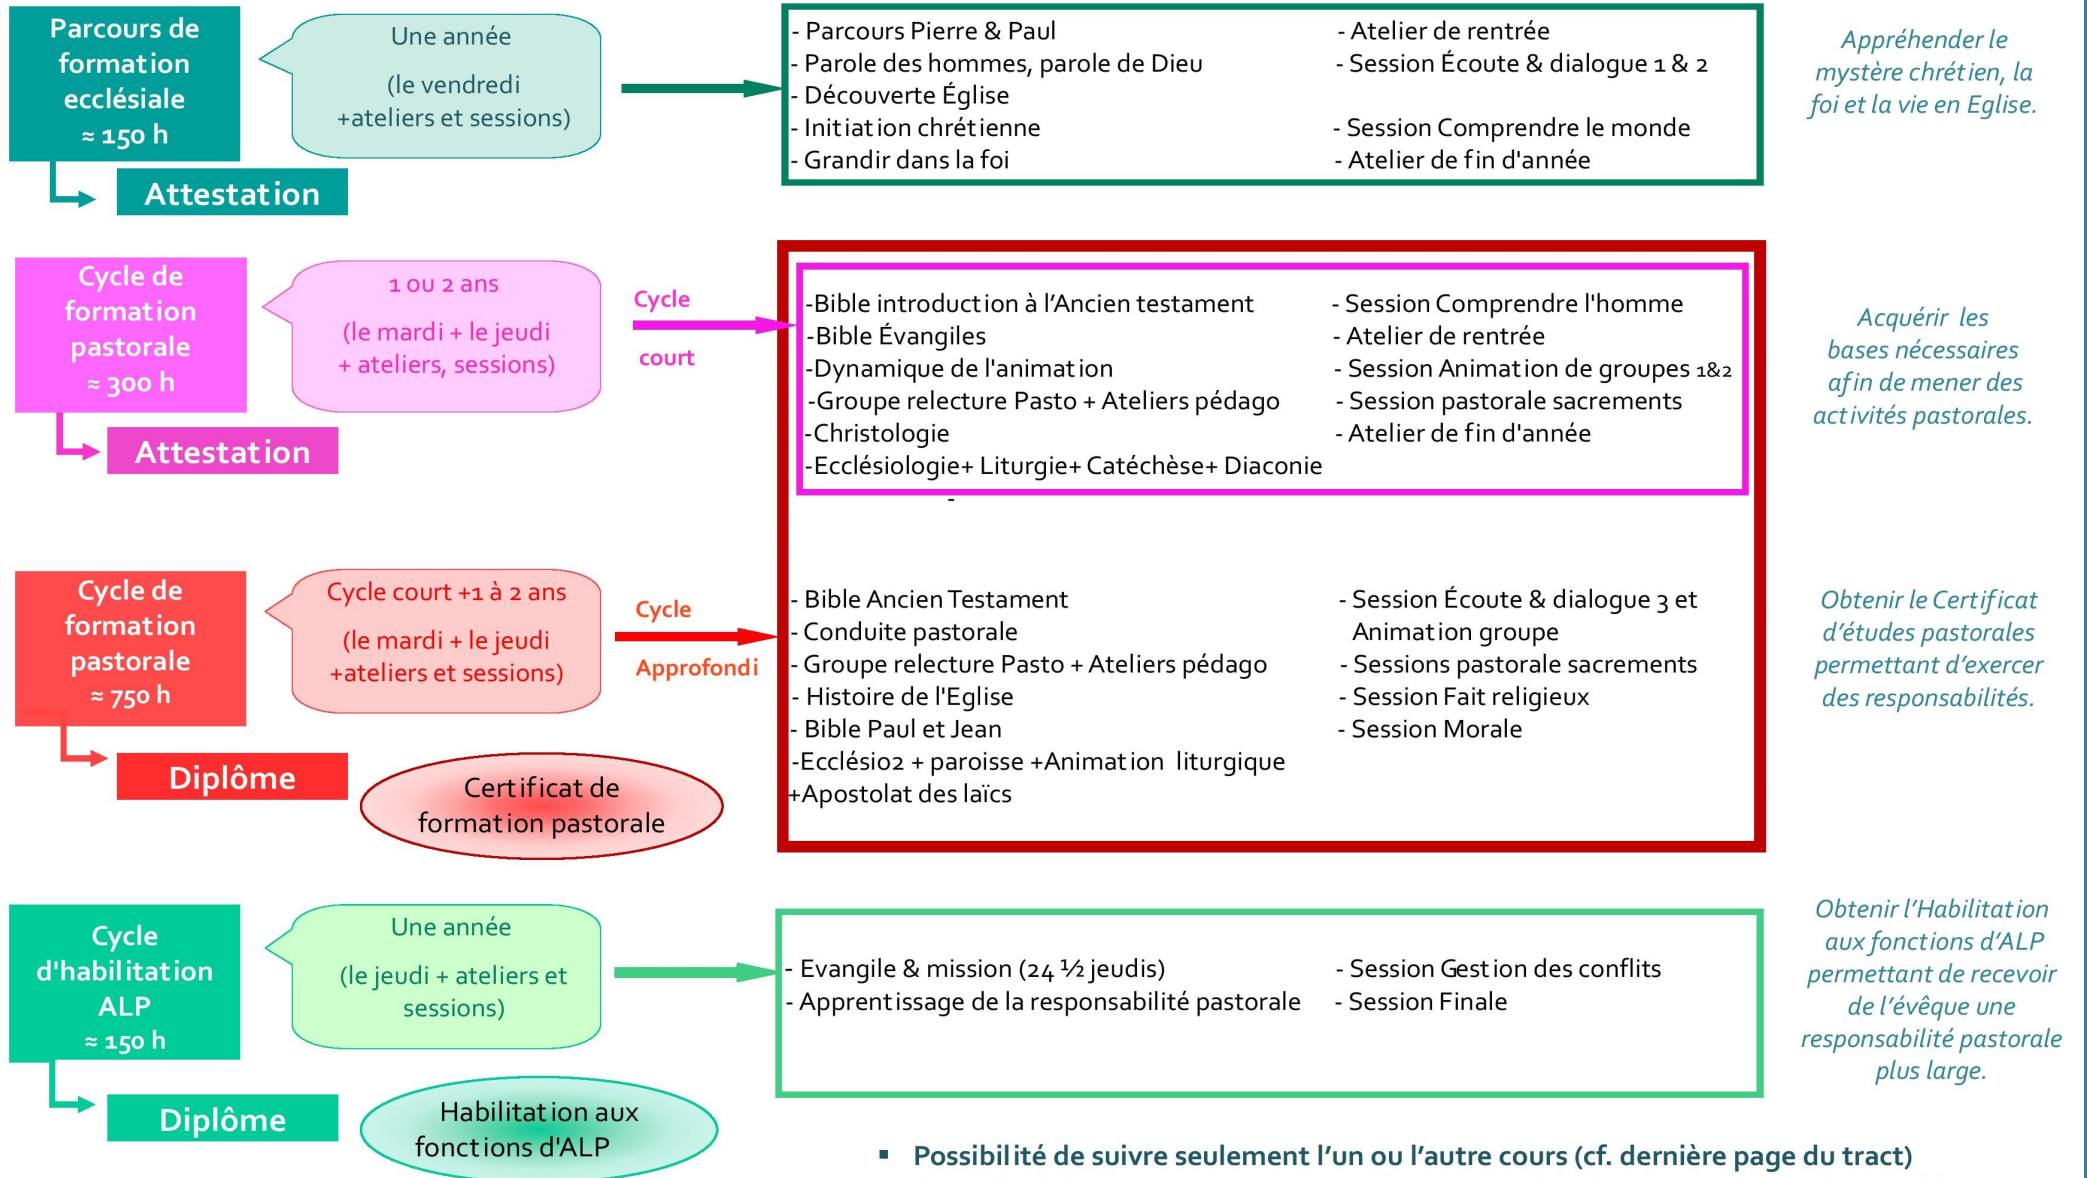 Parcours de
formation
ecclésiale
≈ 150 h
Attestation
Une année
(le vendredi
+ateliers et sessions)
- Parcours Pierre & Paul
- Parole des hommes, parole de Dieu
- Découverte Église
- Initiation chrétienne
- Grandir dans la foi
- Atelier de rentrée
- Session Écoute & dialogue 1 & 2
- Session Comprendre le monde
- Atelier de fin d'année
Appréhender le
mystère chrétien, la
foi et la vie en Eglise.
Cycle de
formation
pastorale
≈ 300 h
Attestation
1 ou 2 ans
(le mardi + le jeudi
+ ateliers, sessions)
Cycle
court
-Bible introduction à l’Ancien testament
-Bible Évangiles
-Dynamique de l'animation
-Groupe relecture Pasto + Ateliers pédago
-Christologie
-Ecclésiologie+ Liturgie+ Catéchèse+ Diaconie
-
- Session Comprendre l'homme
- Atelier de rentrée
- Session Animation de groupes 1&2
- Session pastorale sacrements
- Atelier de fin d'année
Acquérir les
bases nécessaires
afin de mener des
activités pastorales.
Cycle de
formation
pastorale
≈ 750 h
Diplôme
Cycle court +1 à 2 ans
(le mardi + le jeudi
+ateliers et sessions)
Certificat de
formation pastorale
Cycle
Approfondi
- Bible Ancien Testament
- Conduite pastorale
- Groupe relecture Pasto + Ateliers pédago
- Histoire de l'Eglise
- Bible Paul et Jean
-Ecclésio2 + paroisse +Animation liturgique
+Apostolat des laïcs
- Session Écoute & dialogue 3 et
Animation groupe
- Sessions pastorale sacrements
- Session Fait religieux
- Session Morale
Obtenir le Certificat
d’études pastorales
permettant d’exercer
des responsabilités.
Cycle
d'habilitation
ALP
≈ 150 h
Diplôme
Une année
(le jeudi + ateliers et
sessions)
Habilitation aux
fonctions d'ALP
- Evangile & mission (24 ½ jeudis)
- Apprentissage de la responsabilité pastorale
- Session Gestion des conflits
- Session Finale
Obtenir l’Habilitation
aux fonctions d’ALP
permettant de recevoir
de l’évêque une
responsabilité pastorale
plus large.
▪ Possibilité de suivre seulement l’un ou l’autre cours (cf. dernière page du tract)